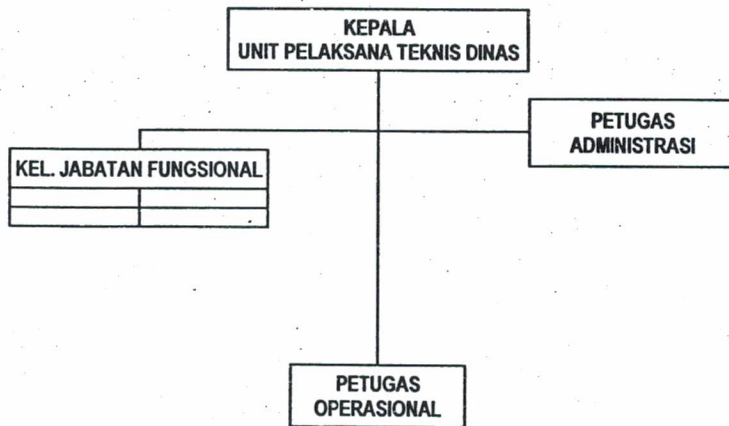 KEPALA
UNIT PELAKSANA TEKNIS DINAS
PETUGAS
ADMINISTRASI
KEL. JABATAN FUNGSIONAL
PETUGAS
OPERASIONAL